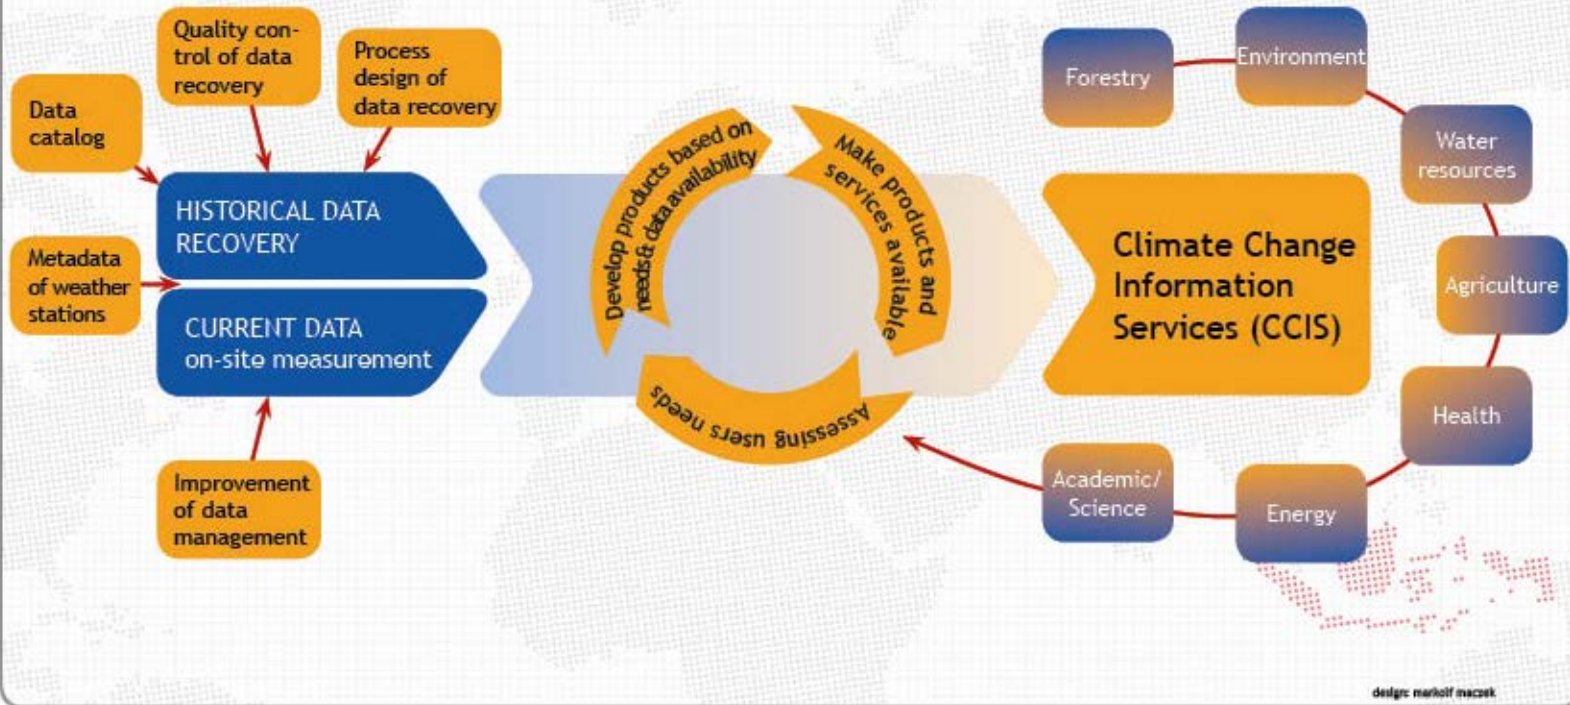 Quality con-
trol of data
recovery
Process
design of
data recovery
Data
catalog
HISTORICAL DATA
RECOVERY
Metadata
of weather
stations
CURRENT DATA
on-site measurement
Improvement
of data
management
Develop products based on
needs& data availability
Make products and
services available
Assessing users needs
Climate Change
Information
Services (CCIS)
Forestry
Environment
Water
resources
Agriculture
Health
Energy
Academic/
Science
design: markolf maczek